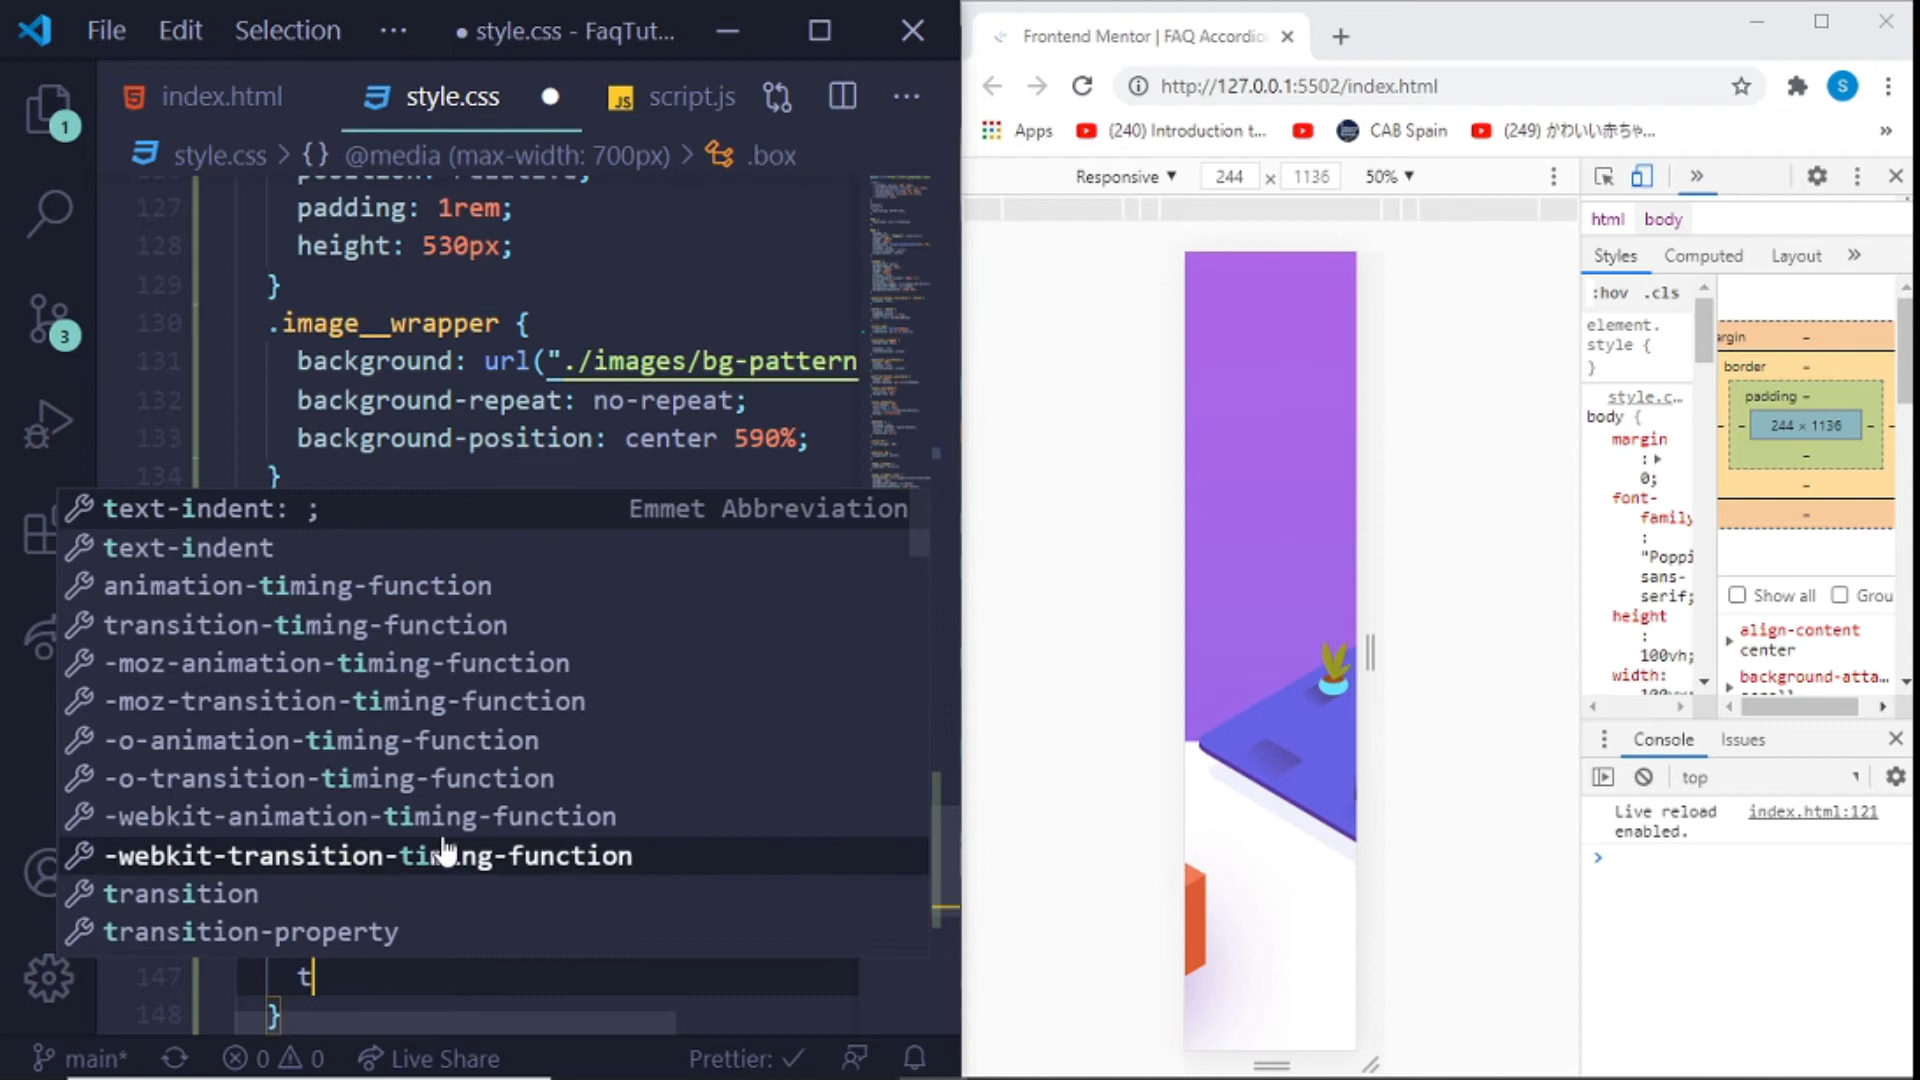 File Edit Selection ··· ● style.css - FaqTut...
index.html style.css script.js
style.css > {} @media (max-width: 700px) > .box
127 padding: 1rem;
128 height: 530px;
129 }
130 .image__wrapper {
131 background: url("./images/bg-pattern
132 background-repeat: no-repeat;
133 background-position: center 590%;
134 }
text-indent: ; Emmet Abbreviation
text-indent
animation-timing-function
transition-timing-function
-moz-animation-timing-function
-moz-transition-timing-function
-o-animation-timing-function
-o-transition-timing-function
-webkit-animation-timing-function
-webkit-transition-timing-function
transition
transition-property
147 t
148 }
1
3
main* 0 0 Live Share Prettier: ✓
Frontend Mentor | FAQ Accordio
http://127.0.0.1:5502/index.html
S
Apps (240) Introduction t... CAB Spain (249) かわいい赤ちゃ... »
Responsive ▼ 244 x 1136 50% ▼
html body
Styles Computed Layout »
:hov .cls
element.
style {
}
style.c...
body {
margin
: ▸
0;
font-
family
:
"Poppi
sans-
serif;
height
:
100vh;
width:
border –
padding –
244 × 1136
Show all Grou
align-content
center
background-atta...
Console Issues
top
Live reload index.html:121
enabled.